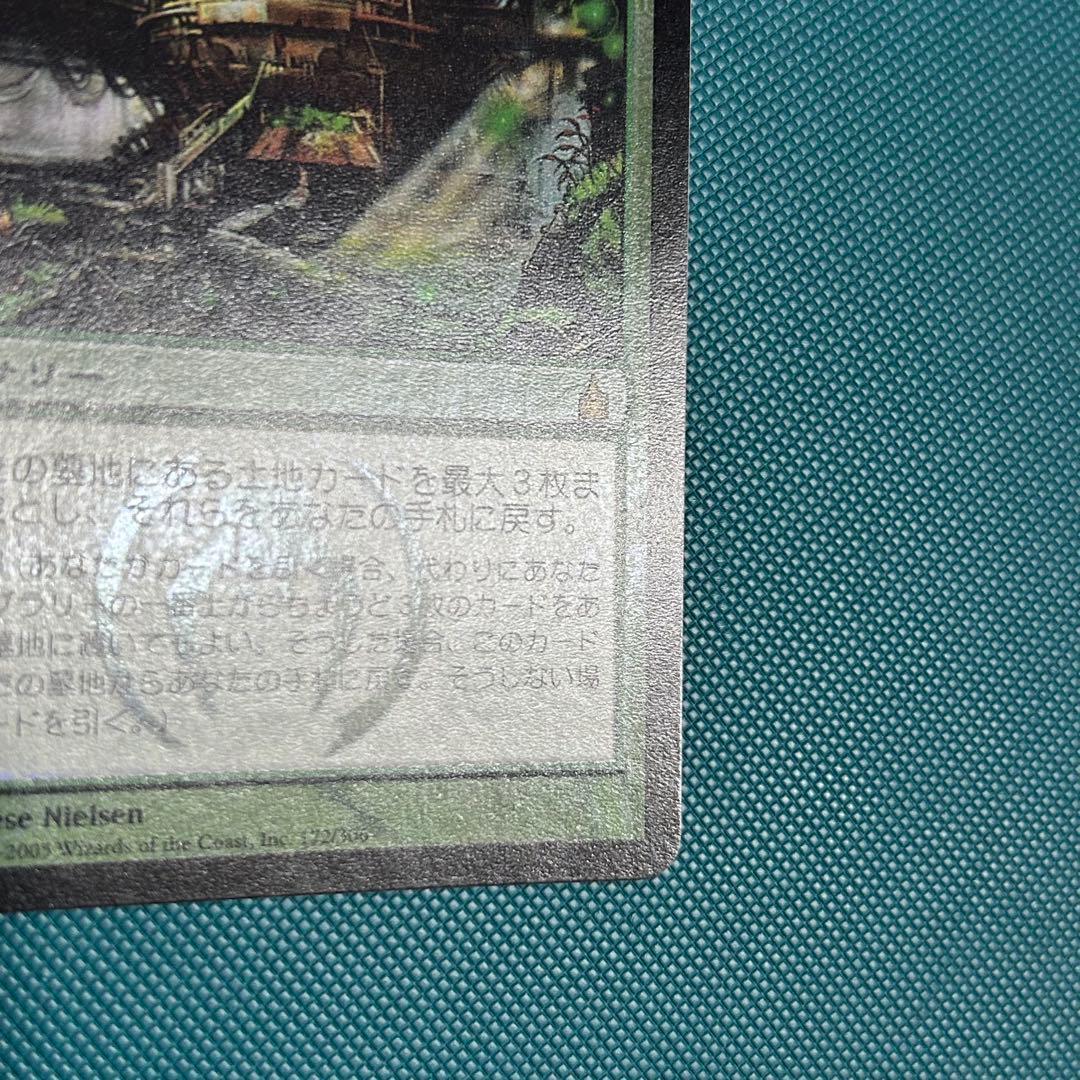 ーサリー
の墓地にある土地カードを最大3枚ま
とし、それらをあなたの手札に戻す。
(あなたがカードを引く場合、代わりにあなた
ブラリーの一番上からちょうど3枚のカードをあ
墓地に置いてもよい。そうした場合、このカード
の墓地からあなたの手札に戻す。そうしない場
ードを引く。)
ese Nielsen
2005 Wizards of the Coast, Inc. 172/306